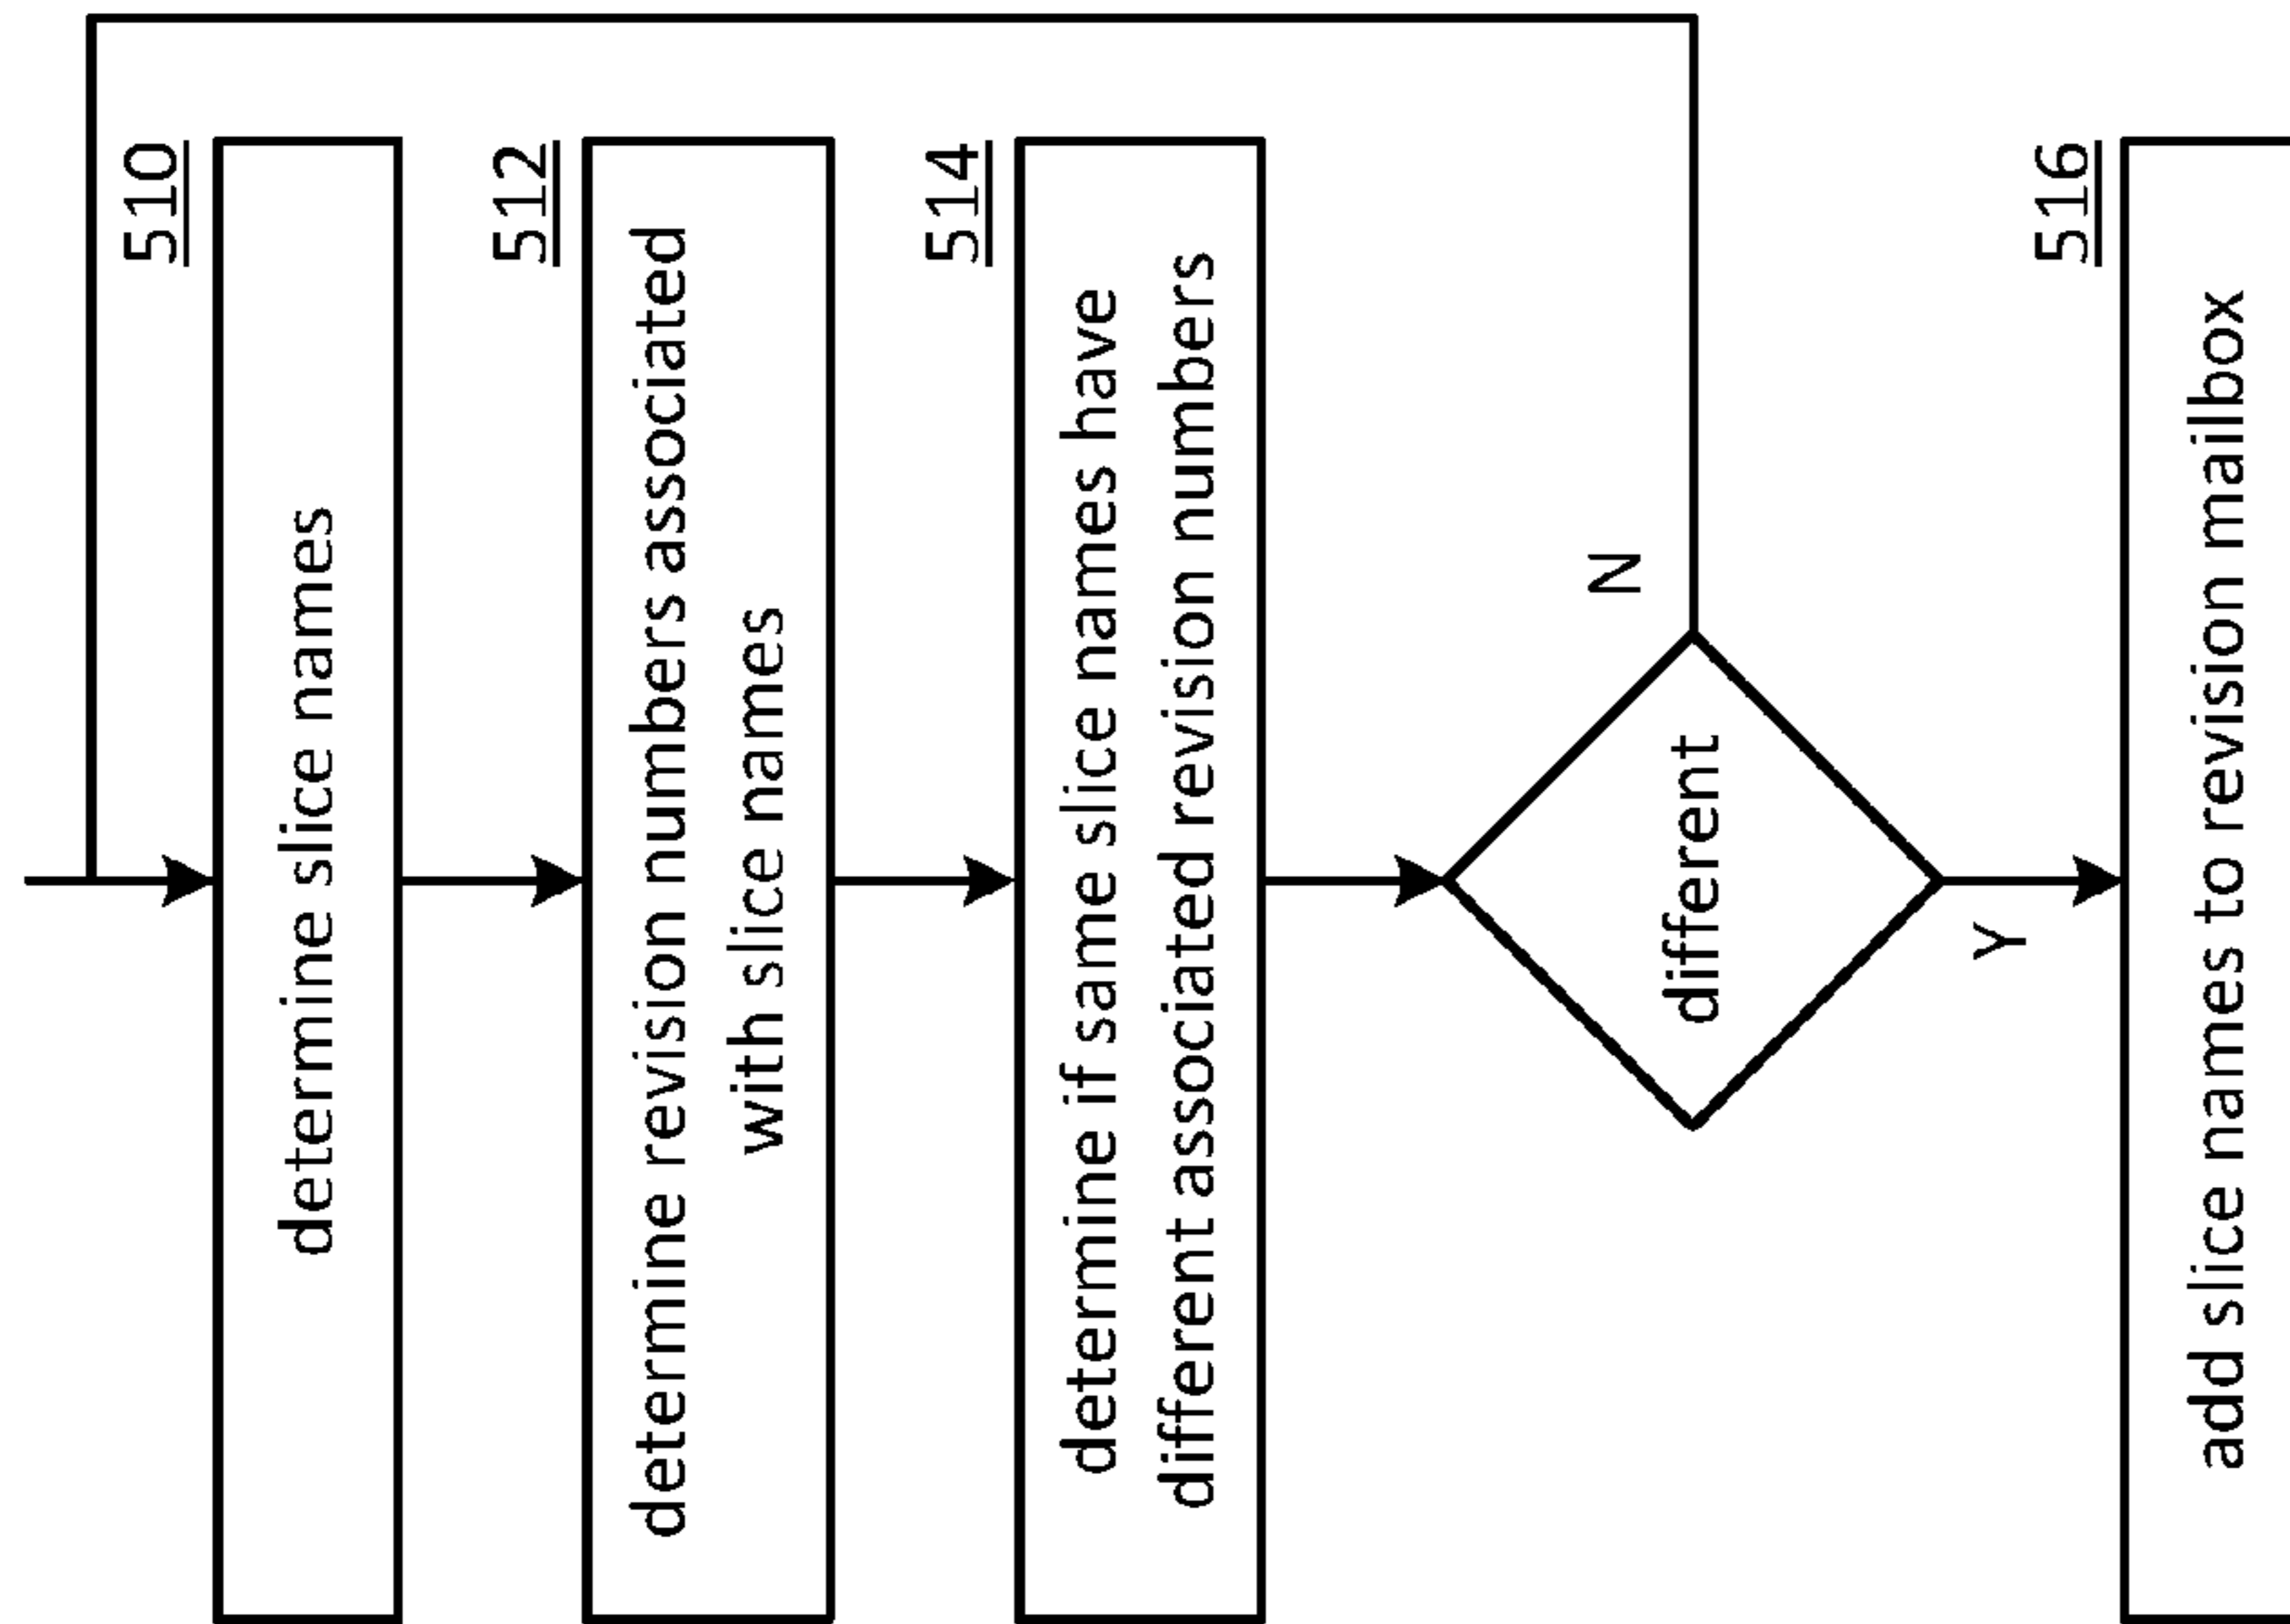 510
determine slice names
512
determine revision numbers associated
with slice names
514
determine if same slice names have
different associated revision numbers
different
N
Y
516
add slice names to revision mailbox